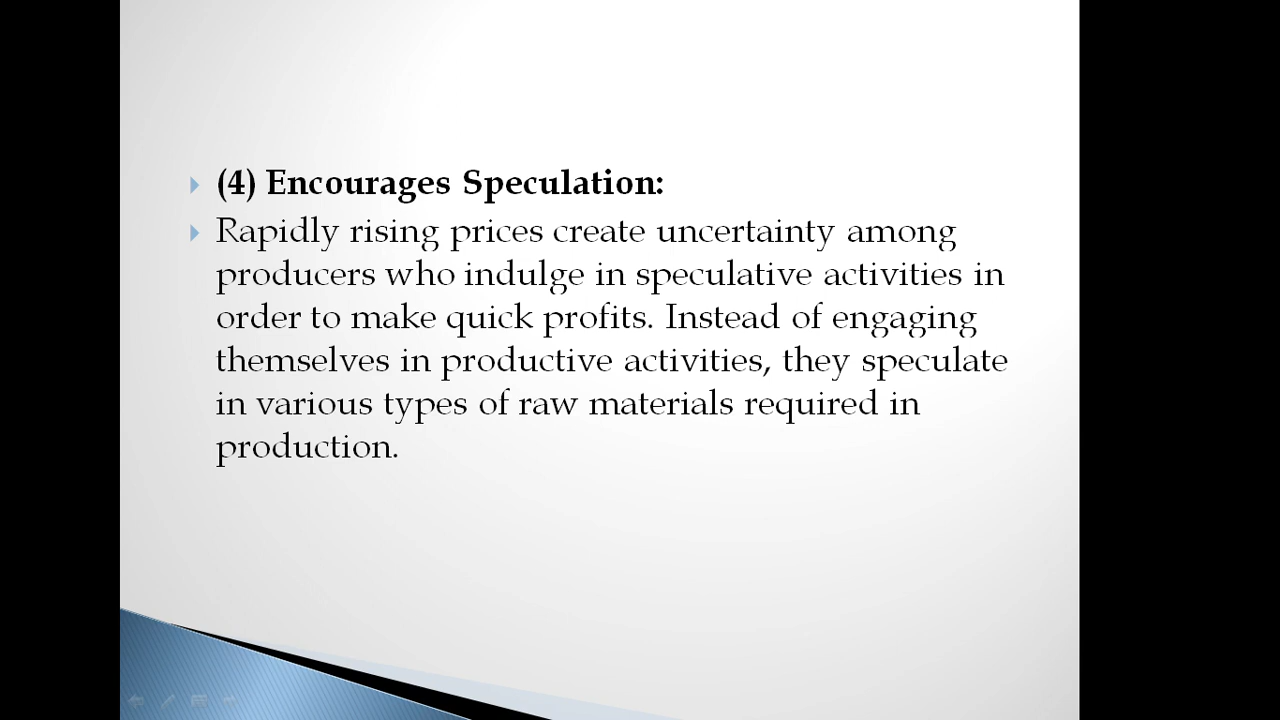 (4) Encourages Speculation:
Rapidly rising prices create uncertainty among
producers who indulge in speculative activities in
order to make quick profits. Instead of engaging
themselves in productive activities, they speculate
in various types of raw materials required in
production.